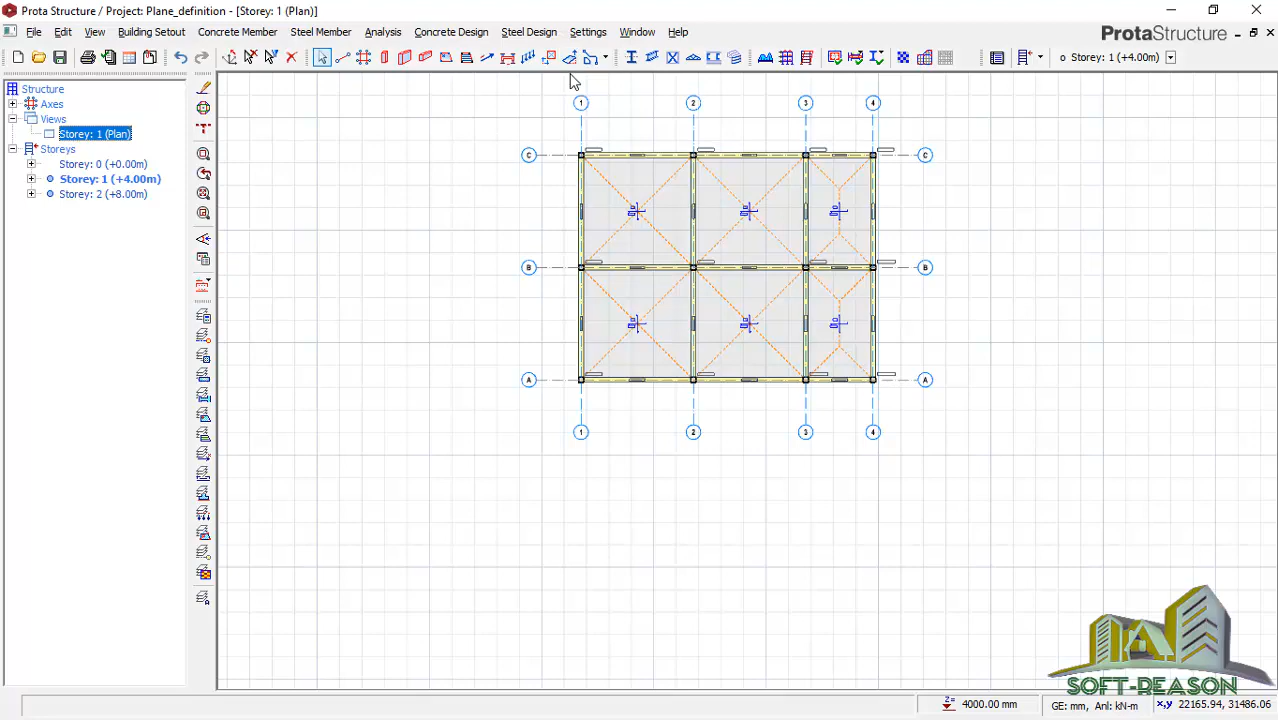 Prota Structure / Project: Plane_definition - [Storey: 1 (Plan)]
File Edit View Building Setout Concrete Member Steel Member Analysis Concrete Design Steel Design Settings Window Help
ProtaStructure
o Storey: 1 (+4.00m)
Structure
Axes
Views
Storey: 1 (Plan)
Storeys
Storey: 0 (+0.00m)
Storey: 1 (+4.00m)
Storey: 2 (+8.00m)
1 2 3 4
C C
B B
A A
1 2 3 4
SOFT-REASON
Z=
4000.00 mm
GE: mm, Anl: kN-m
x,y 22165.94, 31486.06